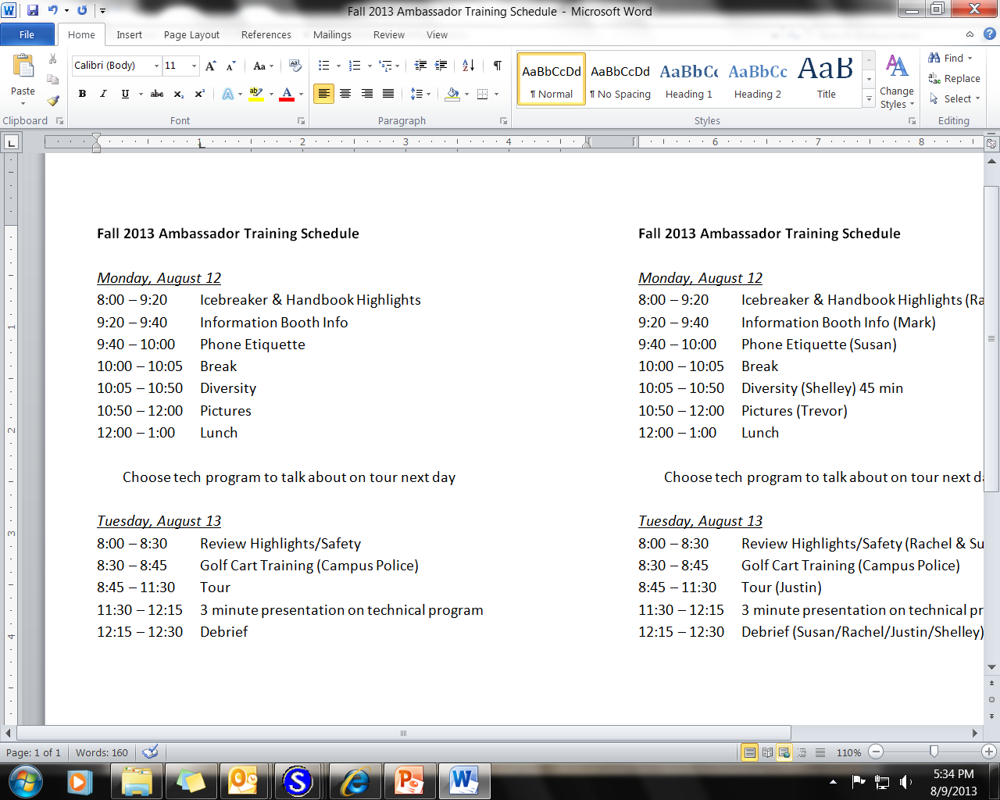 Fall 2013 Ambassador Training Schedule - Microsoft Word
File Home Insert Page Layout References Mailings Review View
Calibri (Body) 11
Paste
Clipboard
Font
Paragraph
AaBbCcDd AaBbCcDd AaBbCc AaBbCc AaB
¶ Normal ¶ No Spacing Heading 1 Heading 2 Title
Change Styles
Styles
Find
Replace
Select
Editing
1 2 3 4 6 7 8
Fall 2013 Ambassador Training Schedule
Monday, August 12
8:00 – 9:20 Icebreaker & Handbook Highlights
9:20 – 9:40 Information Booth Info
9:40 – 10:00 Phone Etiquette
10:00 – 10:05 Break
10:05 – 10:50 Diversity
10:50 – 12:00 Pictures
12:00 – 1:00 Lunch
Choose tech program to talk about on tour next day
Tuesday, August 13
8:00 – 8:30 Review Highlights/Safety
8:30 – 8:45 Golf Cart Training (Campus Police)
8:45 – 11:30 Tour
11:30 – 12:15 3 minute presentation on technical program
12:15 – 12:30 Debrief
Fall 2013 Ambassador Training Schedule
Monday, August 12
8:00 – 9:20 Icebreaker & Handbook Highlights (Ra
9:20 – 9:40 Information Booth Info (Mark)
9:40 – 10:00 Phone Etiquette (Susan)
10:00 – 10:05 Break
10:05 – 10:50 Diversity (Shelley) 45 min
10:50 – 12:00 Pictures (Trevor)
12:00 – 1:00 Lunch
Choose tech program to talk about on tour next da
Tuesday, August 13
8:00 – 8:30 Review Highlights/Safety (Rachel & Su
8:30 – 8:45 Golf Cart Training (Campus Police)
8:45 – 11:30 Tour (Justin)
11:30 – 12:15 3 minute presentation on technical pr
12:15 – 12:30 Debrief (Susan/Rachel/Justin/Shelley)
Page: 1 of 1 Words: 160 110%
5:34 PM
8/9/2013